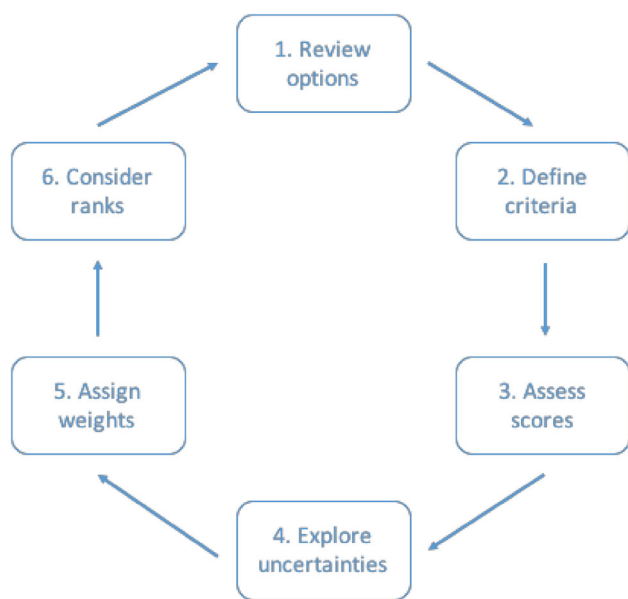 1. Review
options
2. Define
criteria
3. Assess
scores
4. Explore
uncertainties
5. Assign
weights
6. Consider
ranks